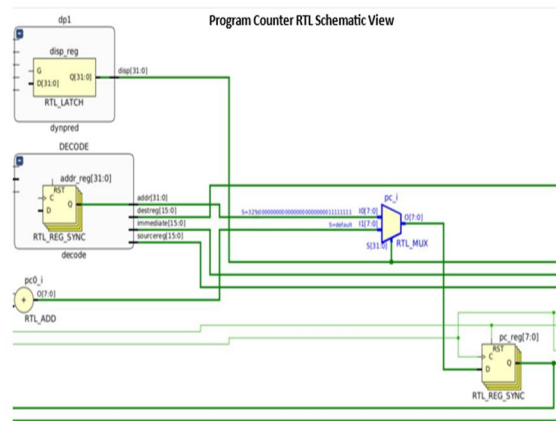 Program Counter RTL Schematic View
dp1
disp_reg
G
D[31:0]
Q[31:0]
disp[31:0]
RTL_LATCH
dynpred
DECODE
addr_reg[31:0]
RST
C
D
Q
RTL_REG_SYNC
decode
addr[31:0]
destreg[15:0]
immediate[15:0]
sourcereg[15:0]
pc_i
S=default
I0[7:0]
I1[7:0]
O[7:0]
S[31:0]
RTL_MUX
pc0_i
+
O[7:0]
RTL_ADD
pc_reg[7:0]
RST
C
D
Q
RTL_REG_SYNC